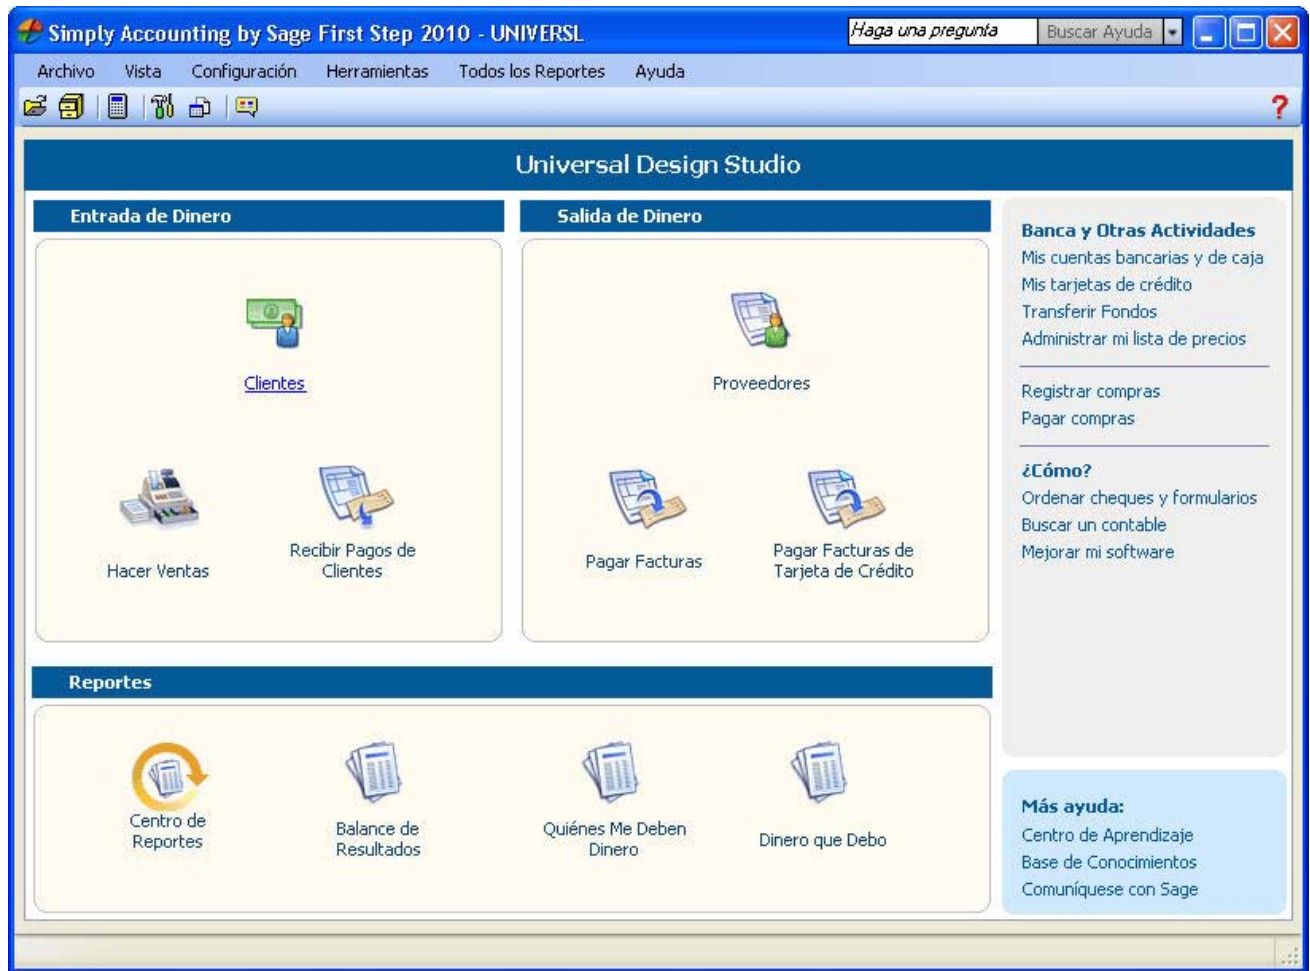 Simply Accounting by Sage First Step 2010 - UNIVERSL
Haga una pregunta
Buscar Ayuda
Archivo Vista Configuración Herramientas Todos los Reportes Ayuda
?
Universal Design Studio
Entrada de Dinero
Clientes
Hacer Ventas
Recibir Pagos de
Clientes
Salida de Dinero
Proveedores
Pagar Facturas
Pagar Facturas de
Tarjeta de Crédito
Reportes
Centro de
Reportes
Balance de
Resultados
Quiénes Me Deben
Dinero
Dinero que Debo
Banca y Otras Actividades
Mis cuentas bancarias y de caja
Mis tarjetas de crédito
Transferir Fondos
Administrar mi lista de precios
Registrar compras
Pagar compras
¿Cómo?
Ordenar cheques y formularios
Buscar un contable
Mejorar mi software
Más ayuda:
Centro de Aprendizaje
Base de Conocimientos
Comuníquese con Sage